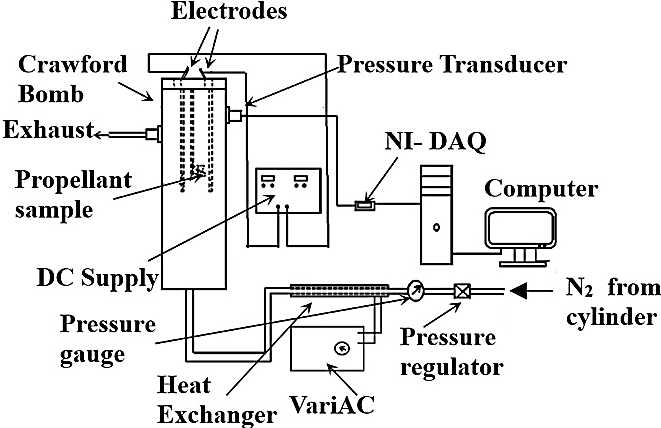 Electrodes
Crawford
Bomb
Pressure Transducer
Exhaust
NI- DAQ
Propellant
sample
Computer
DC Supply
N₂ from
cylinder
Pressure
gauge
Pressure
regulator
Heat
Exchanger
VariAC